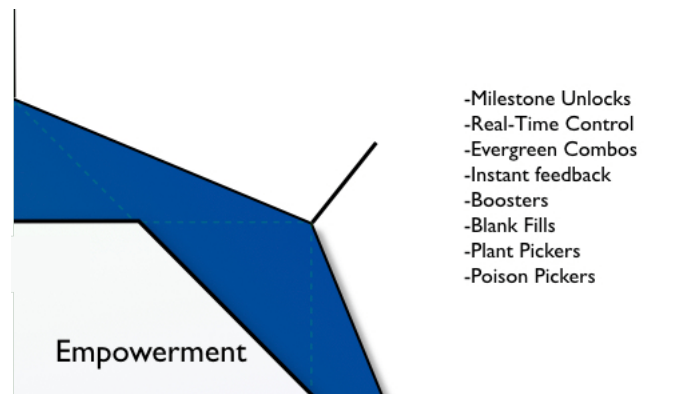 -Milestone Unlocks
-Real-Time Control
-Evergreen Combos
-Instant feedback
-Boosters
-Blank Fills
-Plant Pickers
-Poison Pickers
Empowerment